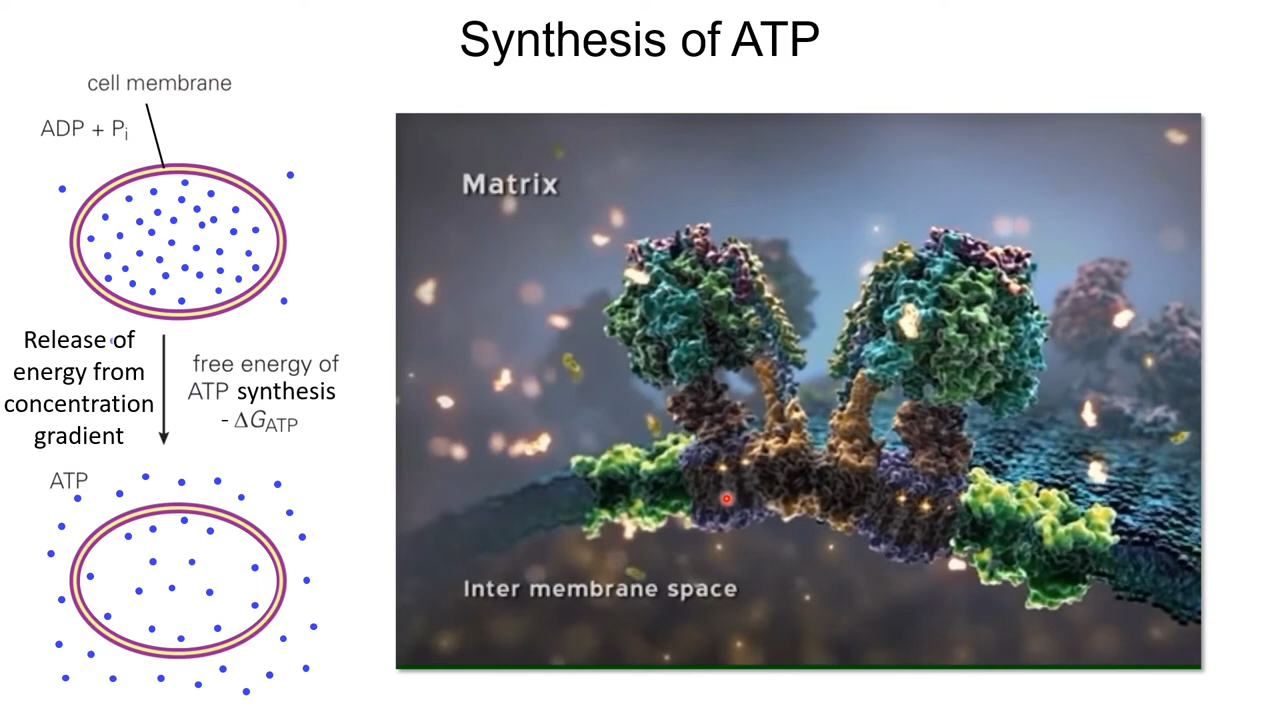 Synthesis of ATP
cell membrane
ADP + Pi
Release of
energy from
concentration
gradient
free energy of
ATP synthesis
- ΔGATP
ATP
Matrix
Inter membrane space